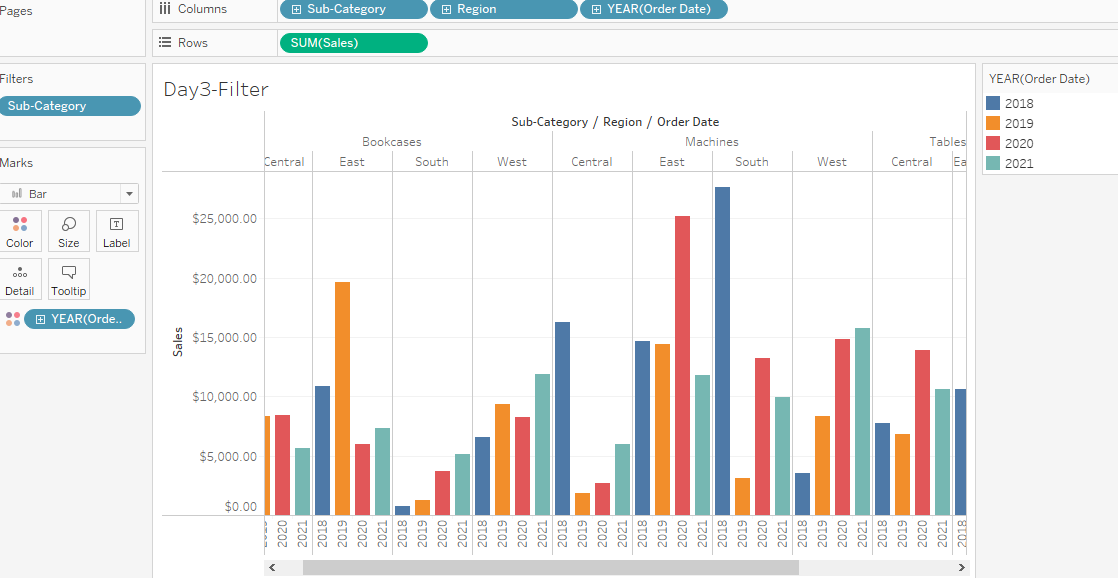 Pages
Columns
Sub-Category
Region
YEAR(Order Date)
Rows
SUM(Sales)
Filters
Sub-Category
Marks
Bar
Color
Size
Label
Detail
Tooltip
YEAR(Orde..
Day3-Filter
Sub-Category / Region / Order Date
Bookcases Machines Tables
Central East South West Central East South West Central Ea
Sales
$25,000.00
$20,000.00
$15,000.00
$10,000.00
$5,000.00
$0.00
2020 2021 2018 2019 2020 2021 2018 2019 2020 2021 2018 2019 2020 2021 2018 2019 2020 2021 2018 2019 2020 2021 2018 2019 2020 2021 2018 2019 2020 2021 2018 2019 2020 2021 2018
YEAR(Order Date)
2018
2019
2020
2021